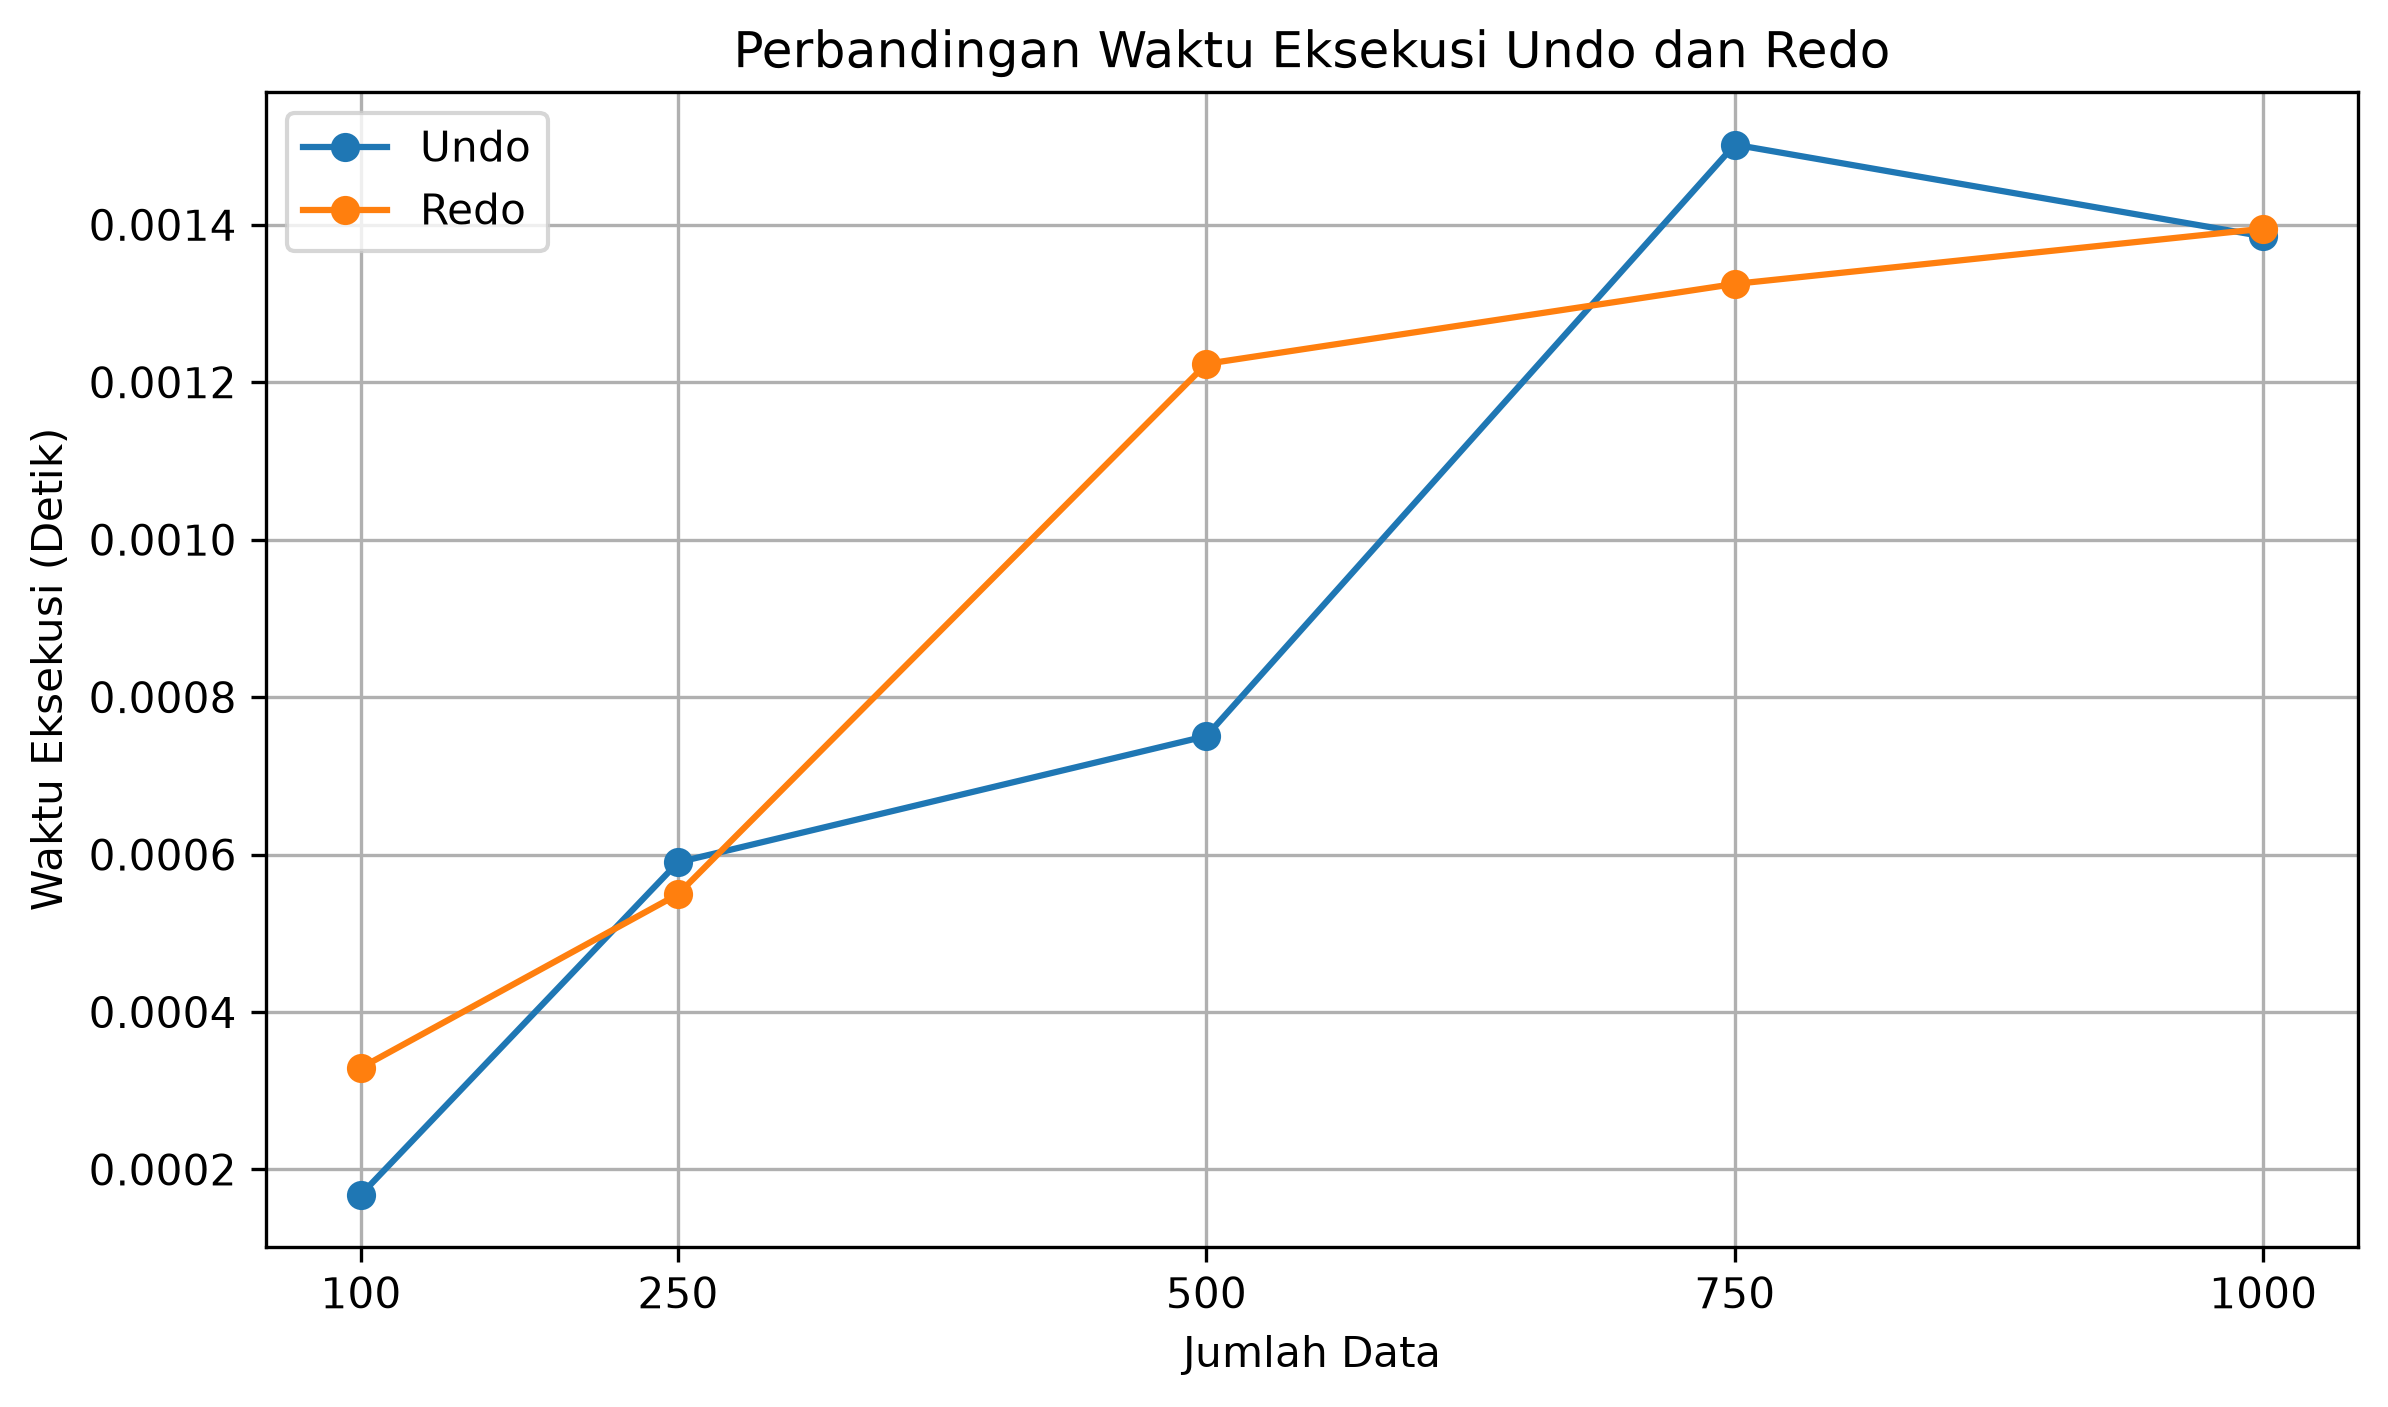 Perbandingan Waktu Eksekusi Undo dan Redo
Undo
Redo
0.0014
0.0012
0.0010
0.0008
0.0006
0.0004
0.0002
Waktu Eksekusi (Detik)
100 250 500 750 1000
Jumlah Data